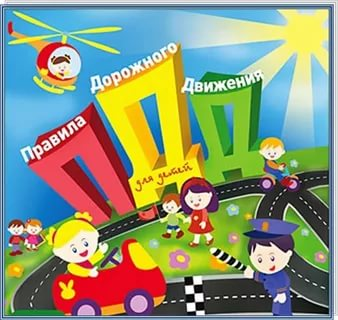 Правила
Дорожного
Движения
ПДД
для детей